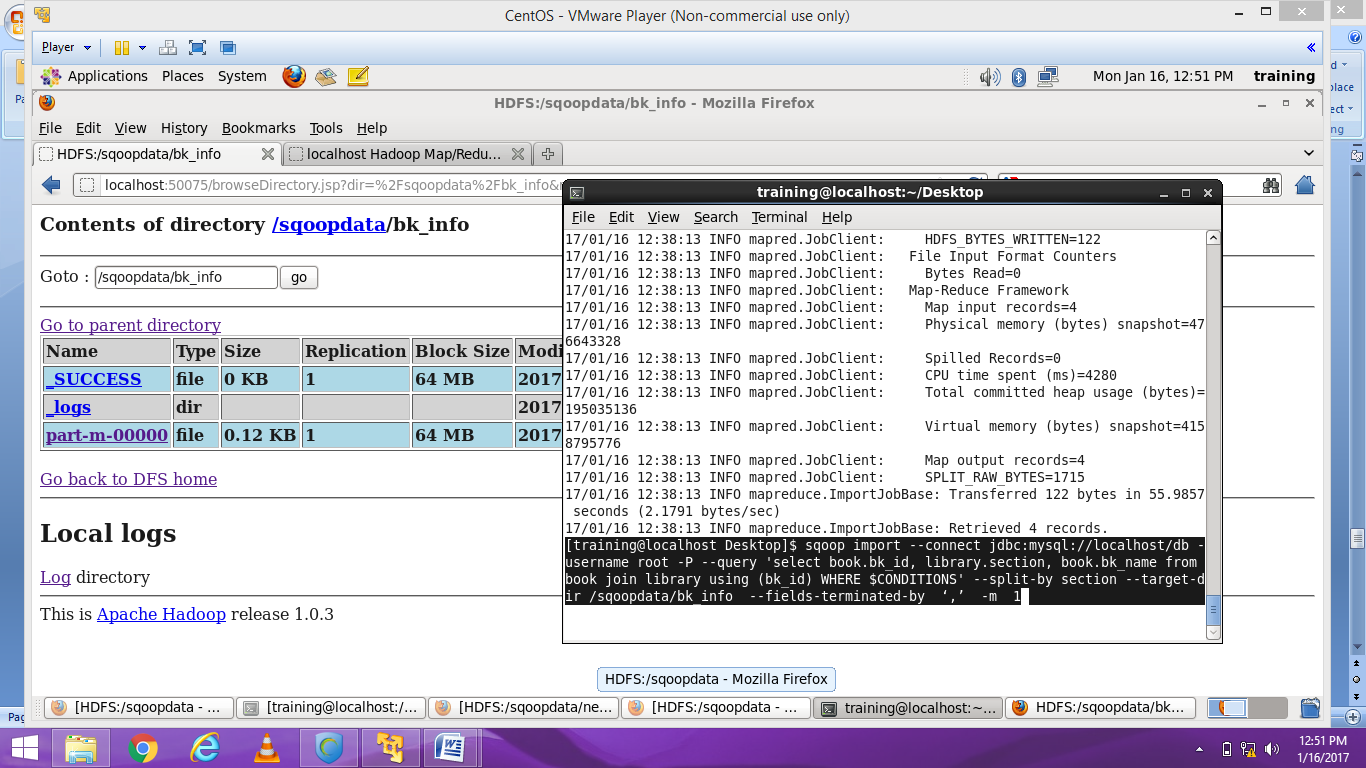 CentOS - VMware Player (Non-commercial use only)
Player
Applications Places System
Mon Jan 16, 12:51 PM training
HDFS:/sqoopdata/bk_info - Mozilla Firefox
File Edit View History Bookmarks Tools Help
HDFS:/sqoopdata/bk_info
localhost Hadoop Map/Redu...
localhost:50075/browseDirectory.jsp?dir=%2Fsqoopdata%2Fbk_info&
Contents of directory /sqoopdata/bk_info
Goto : /sqoopdata/bk_info go
Go to parent directory
Name Type Size Replication Block Size Modi
_SUCCESS file 0 KB 1 64 MB 2017
_logs dir 2017
part-m-00000 file 0.12 KB 1 64 MB 2017
Go back to DFS home
Local logs
Log directory
This is Apache Hadoop release 1.0.3
training@localhost:~/Desktop
File Edit View Search Terminal Help
17/01/16 12:38:13 INFO mapred.JobClient:     HDFS_BYTES_WRITTEN=122
17/01/16 12:38:13 INFO mapred.JobClient:   File Input Format Counters
17/01/16 12:38:13 INFO mapred.JobClient:     Bytes Read=0
17/01/16 12:38:13 INFO mapred.JobClient:   Map-Reduce Framework
17/01/16 12:38:13 INFO mapred.JobClient:     Map input records=4
17/01/16 12:38:13 INFO mapred.JobClient:     Physical memory (bytes) snapshot=47
6643328
17/01/16 12:38:13 INFO mapred.JobClient:     Spilled Records=0
17/01/16 12:38:13 INFO mapred.JobClient:     CPU time spent (ms)=4280
17/01/16 12:38:13 INFO mapred.JobClient:     Total committed heap usage (bytes)=
195035136
17/01/16 12:38:13 INFO mapred.JobClient:     Virtual memory (bytes) snapshot=415
8795776
17/01/16 12:38:13 INFO mapred.JobClient:     Map output records=4
17/01/16 12:38:13 INFO mapred.JobClient:     SPLIT_RAW_BYTES=1715
17/01/16 12:38:13 INFO mapreduce.ImportJobBase: Transferred 122 bytes in 55.9857
 seconds (2.1791 bytes/sec)
17/01/16 12:38:13 INFO mapreduce.ImportJobBase: Retrieved 4 records.
[training@localhost Desktop]$ sqoop import --connect jdbc:mysql://localhost/db -
username root -P --query 'select book.bk_id, library.section, book.bk_name from
book join library using (bk_id) WHERE $CONDITIONS' --split-by section --target-d
ir /sqoopdata/bk_info  --fields-terminated-by  ‘,’  -m  1
HDFS:/sqoopdata - Mozilla Firefox
[HDFS:/sqoopdata - ...
[training@localhost:/...
[HDFS:/sqoopdata/ne...
[HDFS:/sqoopdata - ...
training@localhost:~...
HDFS:/sqoopdata/bk...
12:51 PM
1/16/2017